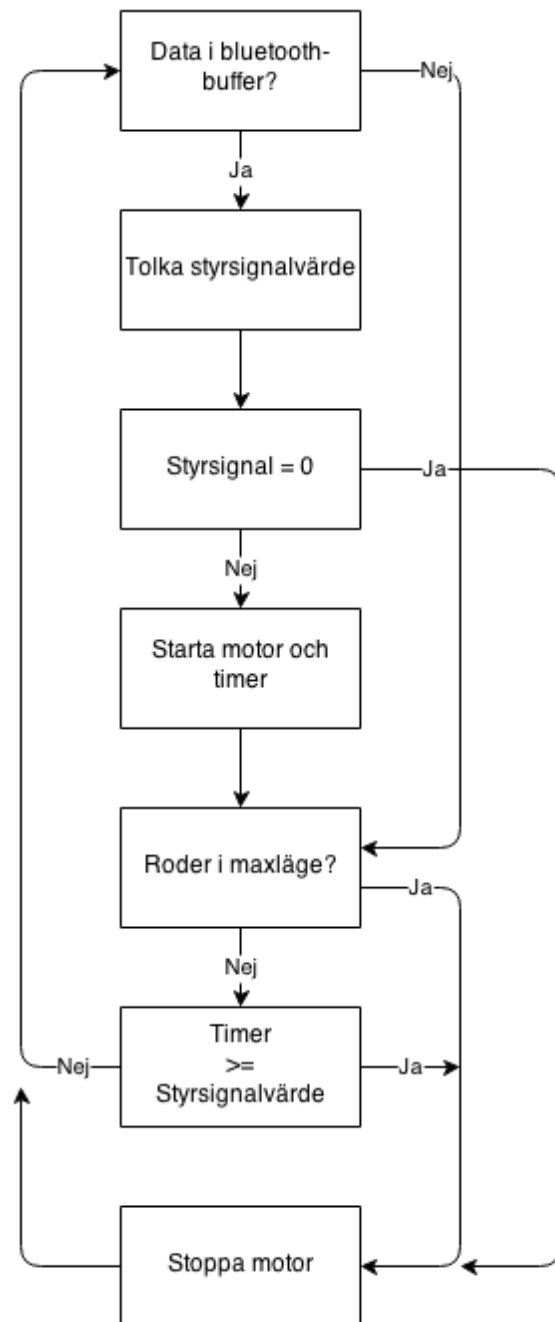 Data i bluetooth-
buffer?
Nej
Ja
Tolka styrsignalvärde
Styrsignal = 0
Ja
Nej
Starta motor och
timer
Roder i maxläge?
Ja
Nej
Timer
>=
Styrsignalvärde
Nej
Ja
Stoppa motor